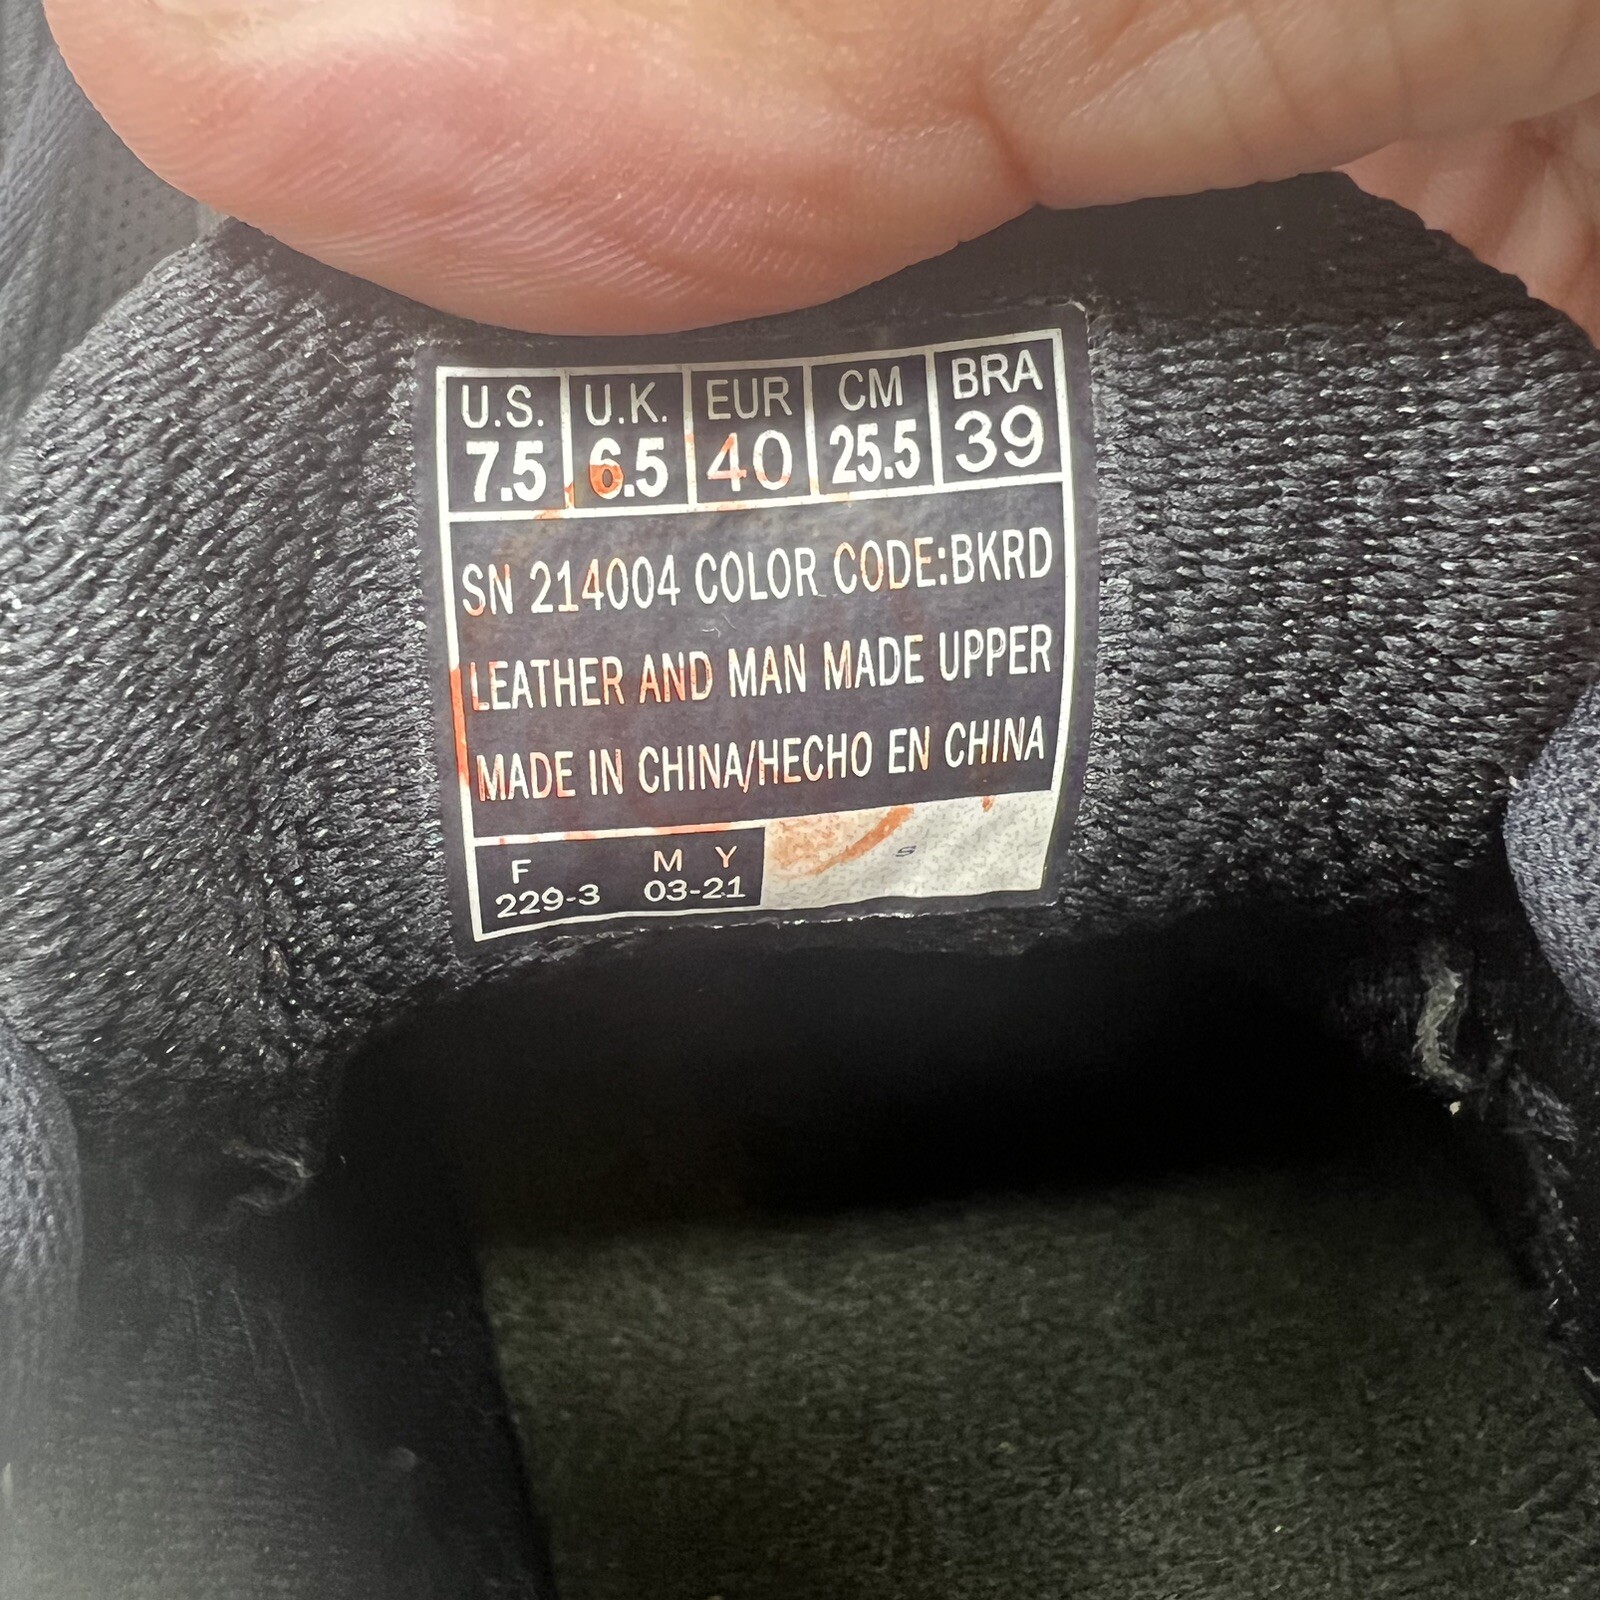 U.S. U.K. EUR CM BRA
7.5 6.5 40 25.5 39
SN 214004 COLOR CODE:BKRD
LEATHER AND MAN MADE UPPER
MADE IN CHINA/HECHO EN CHINA
F M Y
229-3 03-21
S